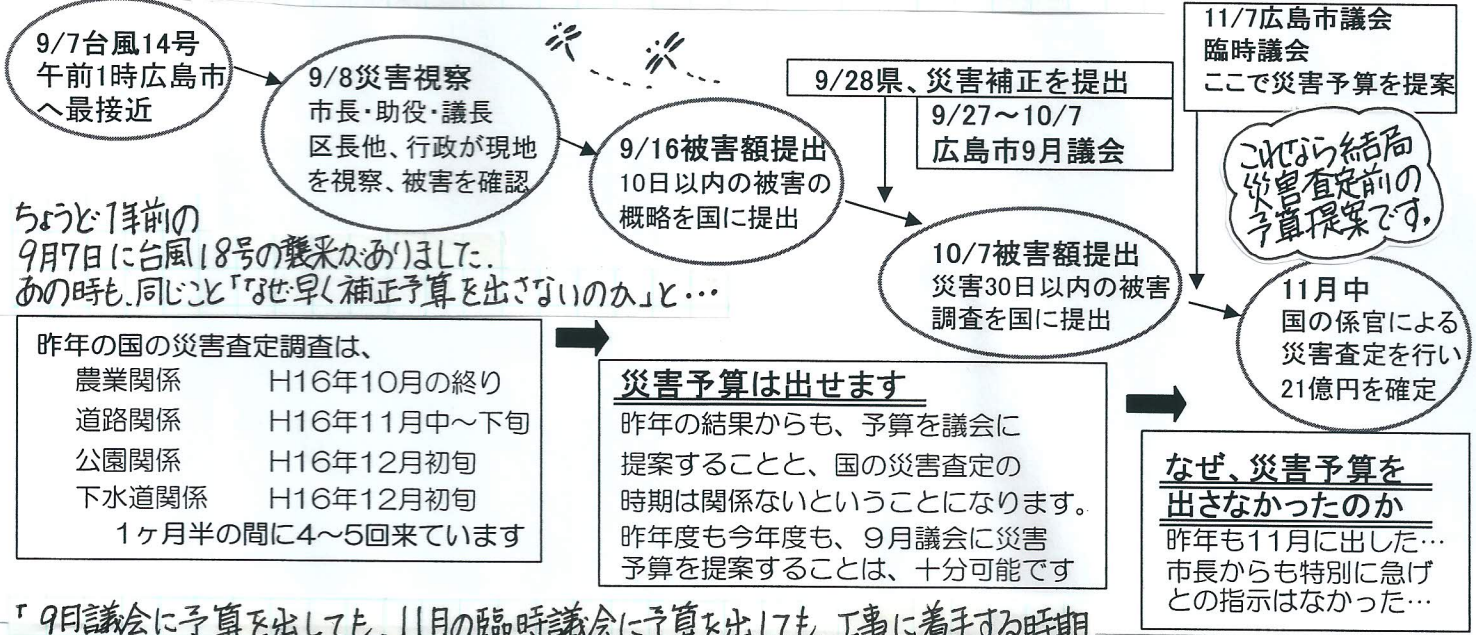 9/7台風14号
午前1時広島市
へ最接近
9/8災害視察
市長・助役・議長
区長他、行政が現地
を視察、被害を確認
9/16被害額提出
10日以内の被害の
概略を国に提出
9/28県、災害補正を提出
9/27～10/7
広島市9月議会
10/7被害額提出
災害30日以内の被害
調査を国に提出
11/7広島市議会
臨時議会
ここで災害予算を提案
これなら結局
災害査定前の
予算提案です。
11月中
国の係官による
災害査定を行い
21億円を確定
ちょうど1年前の
9月7日に台風18号の襲来がありました.
あの時も、同じこと「なぜ早く補正予算を出さないのか」と…
昨年の国の災害査定調査は、
農業関係 H16年10月の終り
道路関係 H16年11月中～下旬
公園関係 H16年12月初旬
下水道関係 H16年12月初旬
1ヶ月半の間に4～5回来ています
災害予算は出せます
昨年の結果からも、予算を議会に
提案することと、国の災害査定の
時期は関係ないということになります。
昨年度も今年度も、9月議会に災害
予算を提案することは、十分可能です
なぜ、災害予算を
出さなかったのか
昨年も11月に出した…
市長からも特別に急げ
との指示はなかった…
「9月議会に予算を出しても、11月の臨時議会に予算を出しても、工事に着手する時期